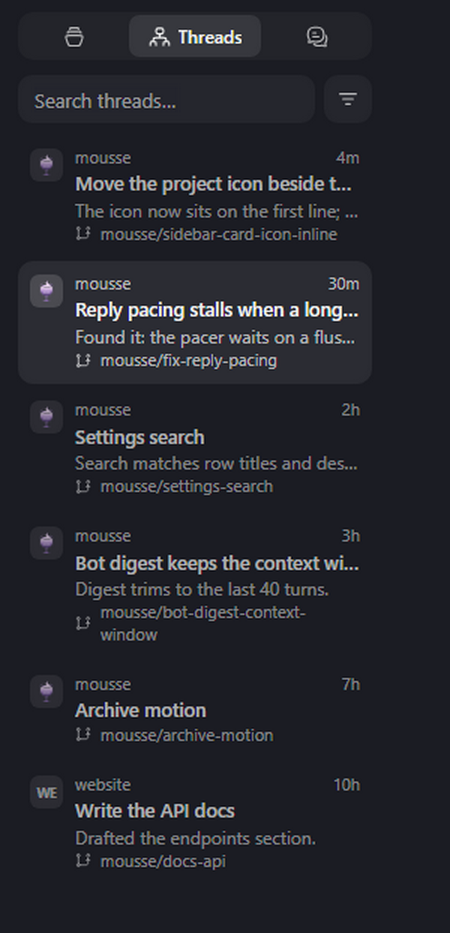 Threads
Search threads...
mousse 4m
Move the project icon beside t...
The icon now sits on the first line; ...
mousse/sidebar-card-icon-inline
mousse 30m
Reply pacing stalls when a long...
Found it: the pacer waits on a flus...
mousse/fix-reply-pacing
mousse 2h
Settings search
Search matches row titles and des...
mousse/settings-search
mousse 3h
Bot digest keeps the context wi...
Digest trims to the last 40 turns.
mousse/bot-digest-context-
window
mousse 7h
Archive motion
mousse/archive-motion
WE website 10h
Write the API docs
Drafted the endpoints section.
mousse/docs-api